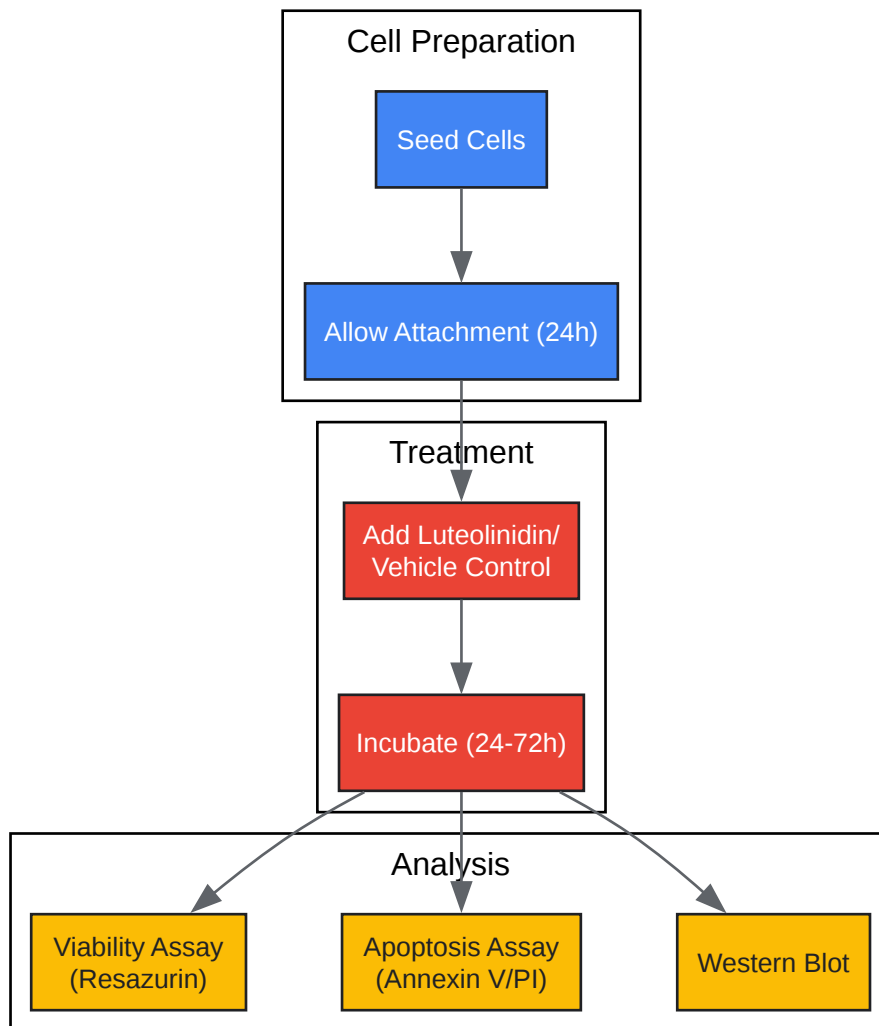 Cell Preparation
Seed Cells
Allow Attachment (24h)
Treatment
Add Luteolinidin/
Vehicle Control
Incubate (24-72h)
Analysis
Viability Assay
(Resazurin)
Apoptosis Assay
(Annexin V/PI)
Western Blot